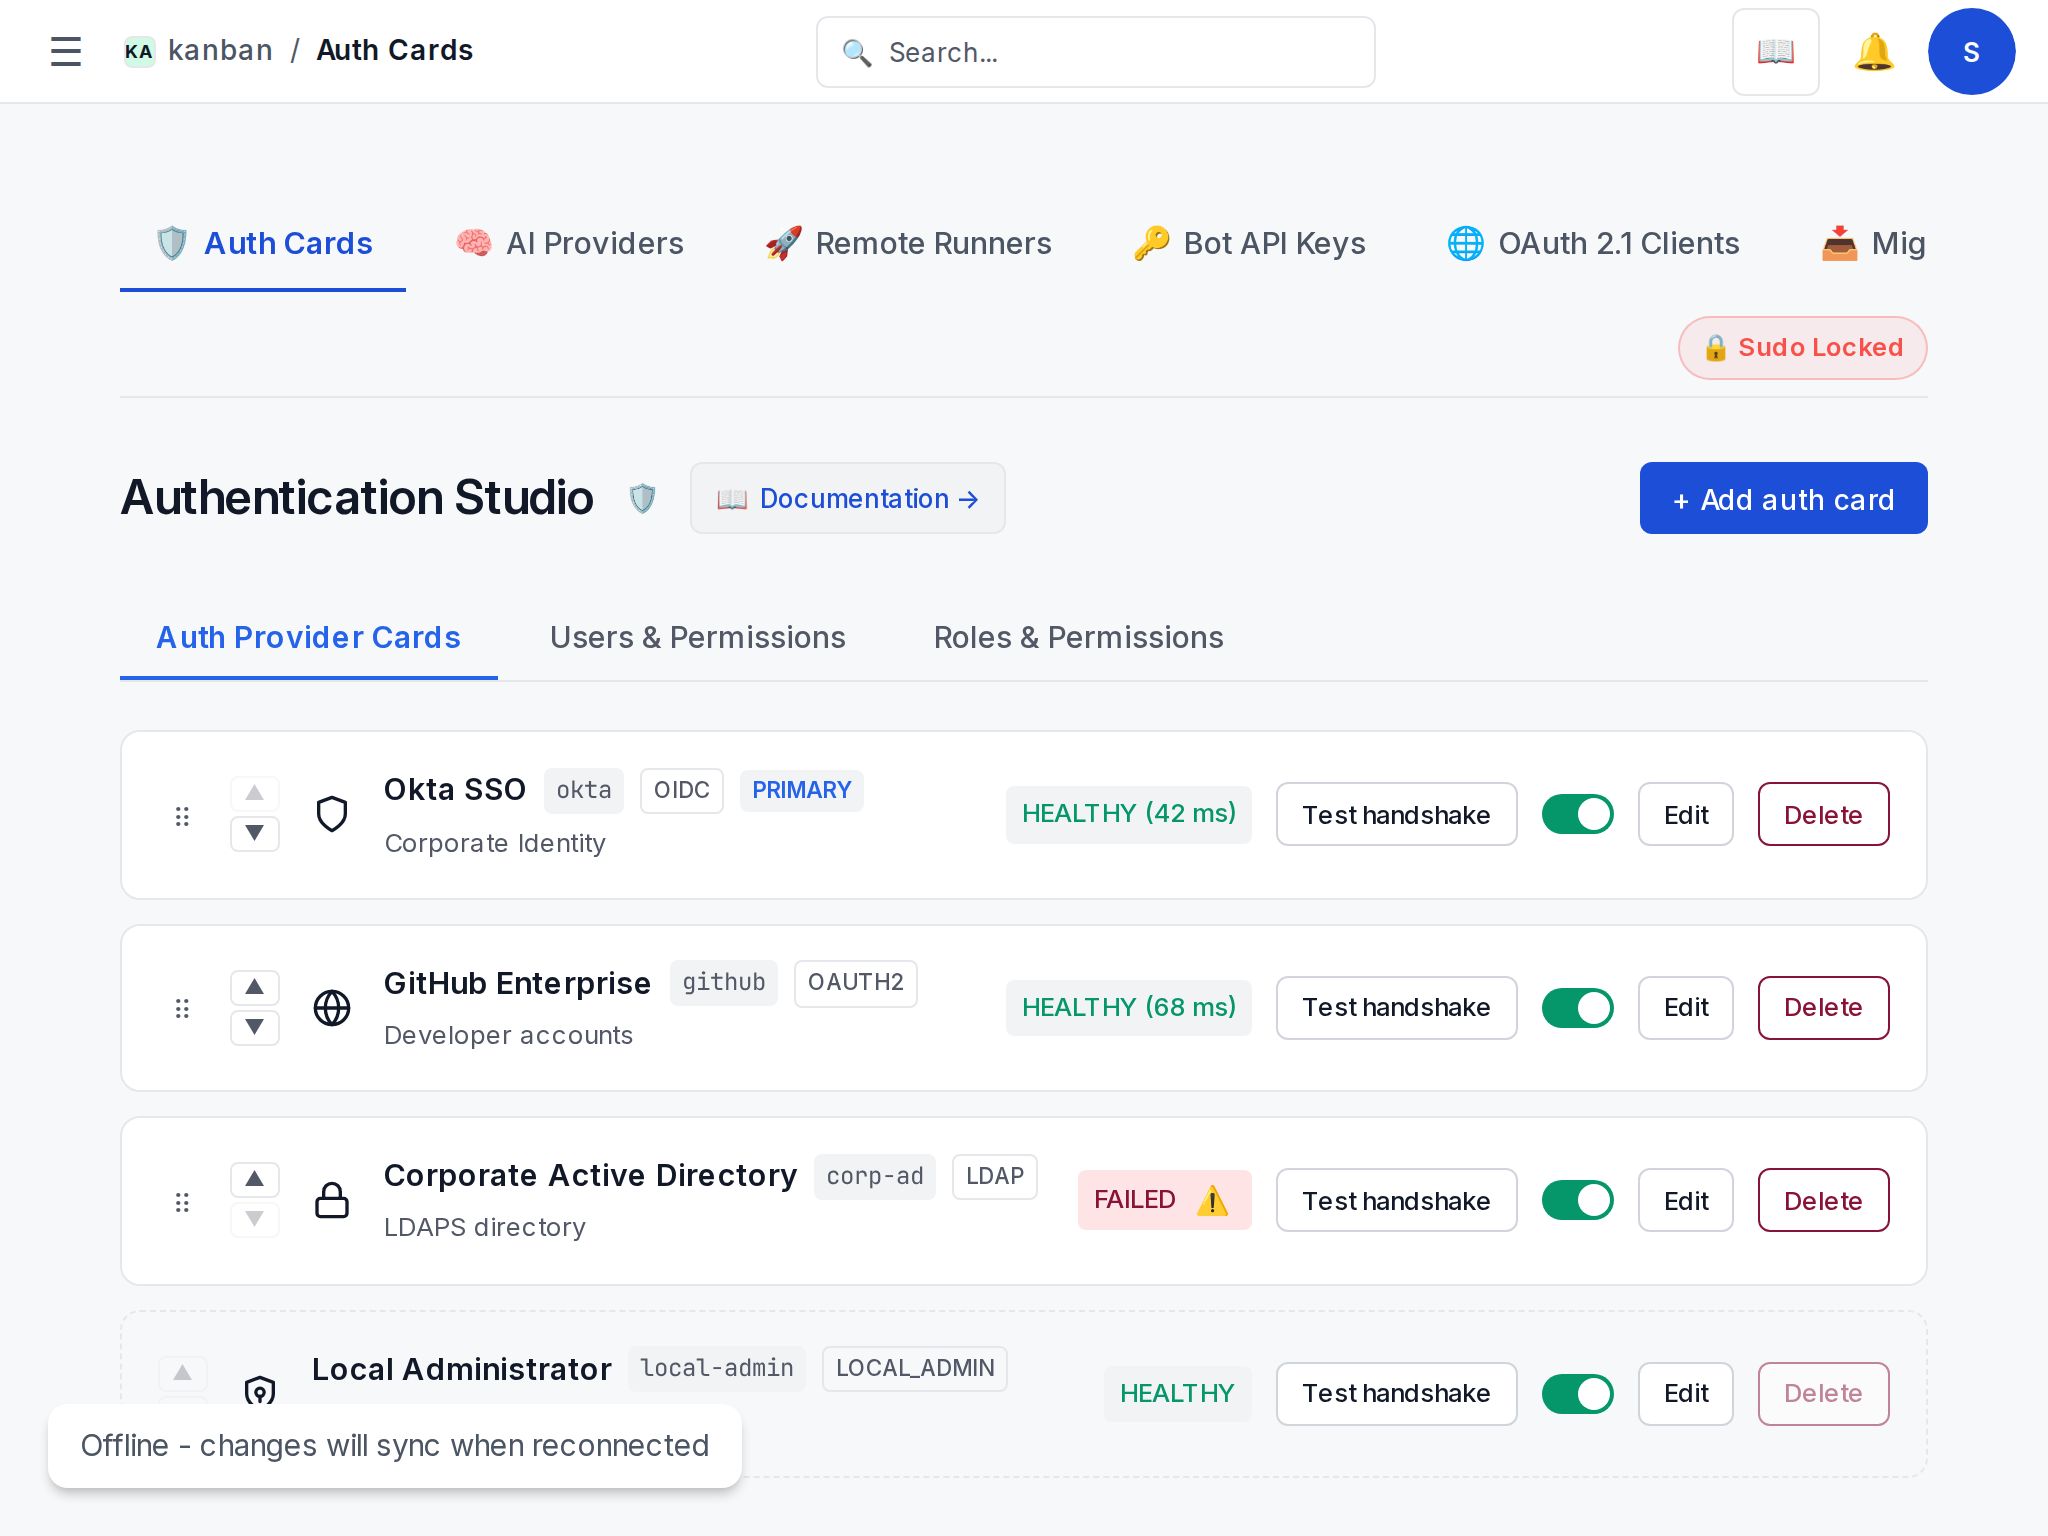 ☰ KA kanban / Auth Cards
Search...
S
Auth Cards
AI Providers
Remote Runners
Bot API Keys
OAuth 2.1 Clients
Mig
Sudo Locked
Authentication Studio
Documentation →
+ Add auth card
Auth Provider Cards
Users & Permissions
Roles & Permissions
Okta SSO okta OIDC PRIMARY
Corporate Identity
HEALTHY (42 ms) Test handshake Edit Delete
GitHub Enterprise github OAUTH2
Developer accounts
HEALTHY (68 ms) Test handshake Edit Delete
Corporate Active Directory corp-ad LDAP
LDAPS directory
FAILED ⚠️ Test handshake Edit Delete
Local Administrator local-admin LOCAL_ADMIN
HEALTHY Test handshake Edit Delete
Offline - changes will sync when reconnected